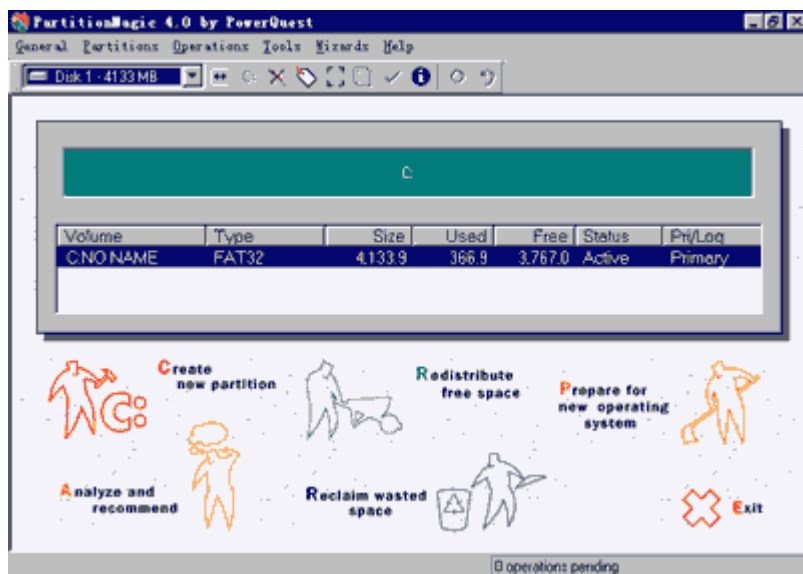 PartitionMagic 4.0 by PowerQuest
General Partitions Operations Tools Wizards Help
Disk 1 - 4133 MB C:
C:
Volume Type Size Used Free Status Pri/Log
C:NO NAME FAT32 4,133.9 366.9 3,767.0 Active Primary
Create
new partition
Redistribute
free space
Prepare for
new operating
system
C:
Analyze and
recommend
Reclaim wasted
space
Exit
0 operations pending